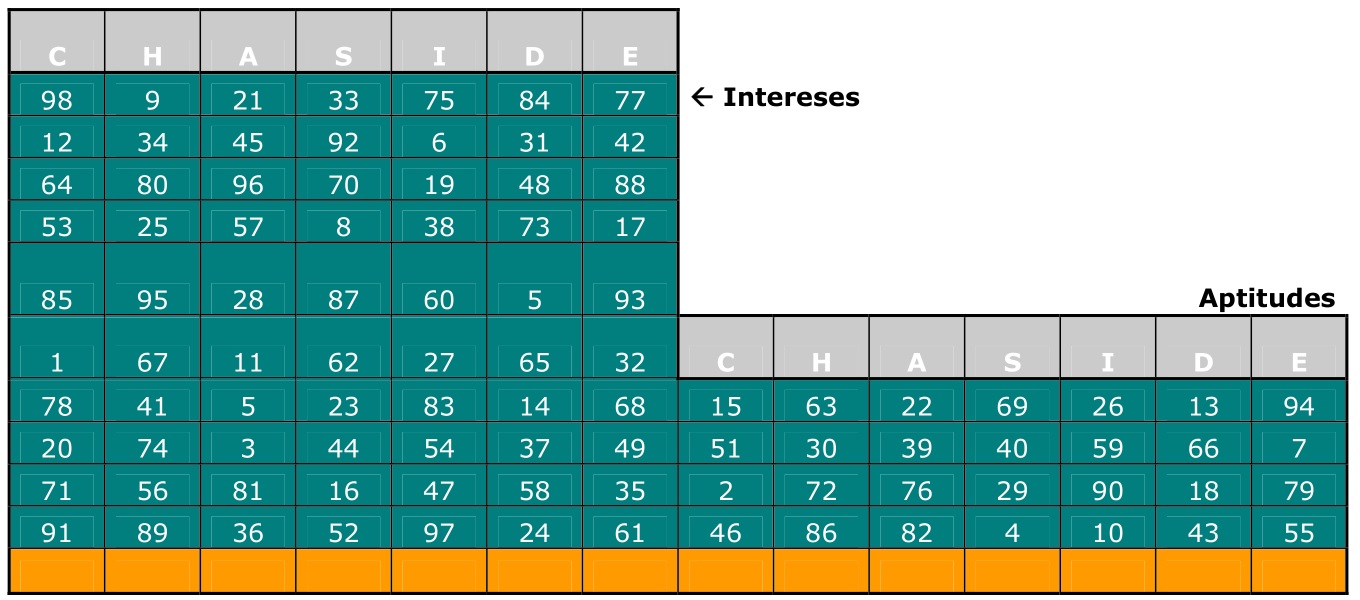 C H A S I D E
98 9 21 33 75 84 77 ← Intereses
12 34 45 92 6 31 42
64 80 96 70 19 48 88
53 25 57 8 38 73 17
85 95 28 87 60 5 93 Aptitudes
1 67 11 62 27 65 32 C H A S I D E
78 41 5 23 83 14 68 15 63 22 69 26 13 94
20 74 3 44 54 37 49 51 30 39 40 59 66 7
71 56 81 16 47 58 35 2 72 76 29 90 18 79
91 89 36 52 97 24 61 46 86 82 4 10 43 55